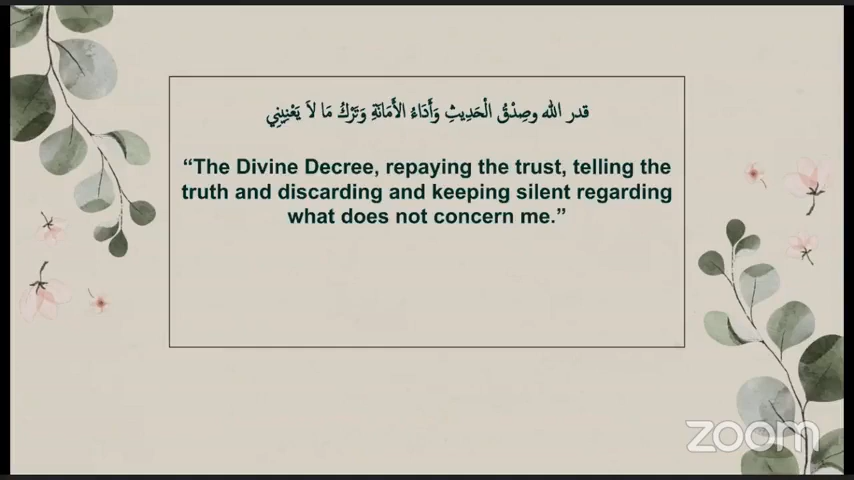 قدر الله وصِدْقُ الْحَدِيثِ وَأَدَاءُ الأَمَانَةِ وَتَرْكُ مَا لاَ يَعْنِينِي
“The Divine Decree, repaying the trust, telling the
truth and discarding and keeping silent regarding
what does not concern me.”
zoom